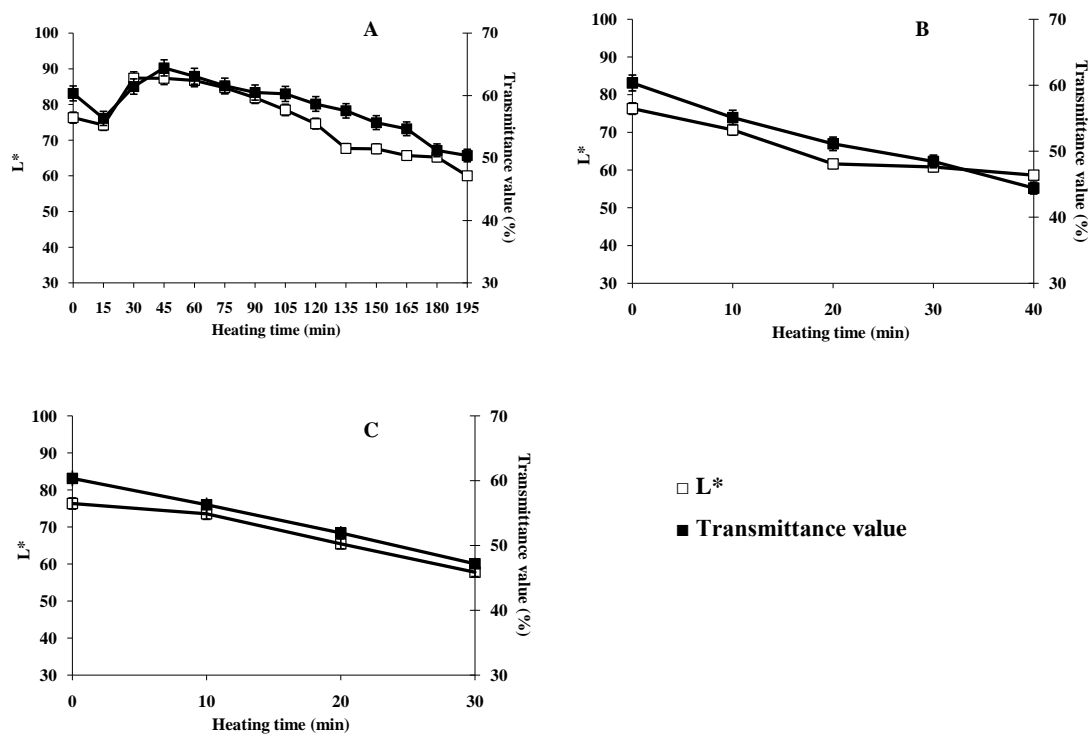 A
100
90
80
70
60
50
40
30
L*
70
60
50
40
30
Transmittance value (%)
0 15 30 45 60 75 90 105 120 135 150 165 180 195
Heating time (min)
B
100
90
80
70
60
50
40
30
L*
70
60
50
40
30
Transmittance value (%)
0 10 20 30 40
Heating time (min)
C
100
90
80
70
60
50
40
30
L*
70
60
50
40
30
Transmittance value (%)
0 10 20 30
Heating time (min)
L*
Transmittance value